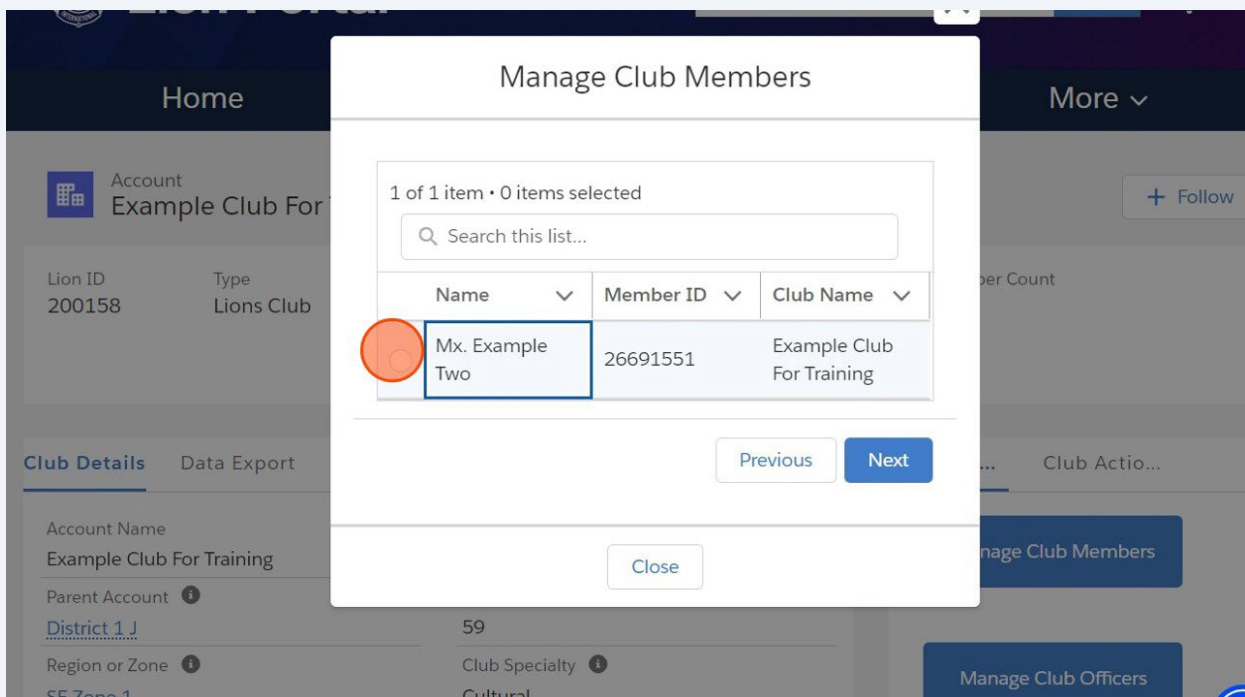 Home
More
Manage Club Members
Account
Example Club For
+ Follow
Lion ID
200158
Type
Lions Club
Count
1 of 1 item • 0 items selected
Search this list...
Name
Member ID
Club Name
Mx. Example
Two
26691551
Example Club
For Training
Previous
Next
Close
Club Details
Data Export
Club Actio...
Account Name
Example Club For Training
Parent Account
District 1 J
59
Region or Zone
Club Specialty
Cultural
Club Members
Manage Club Officers